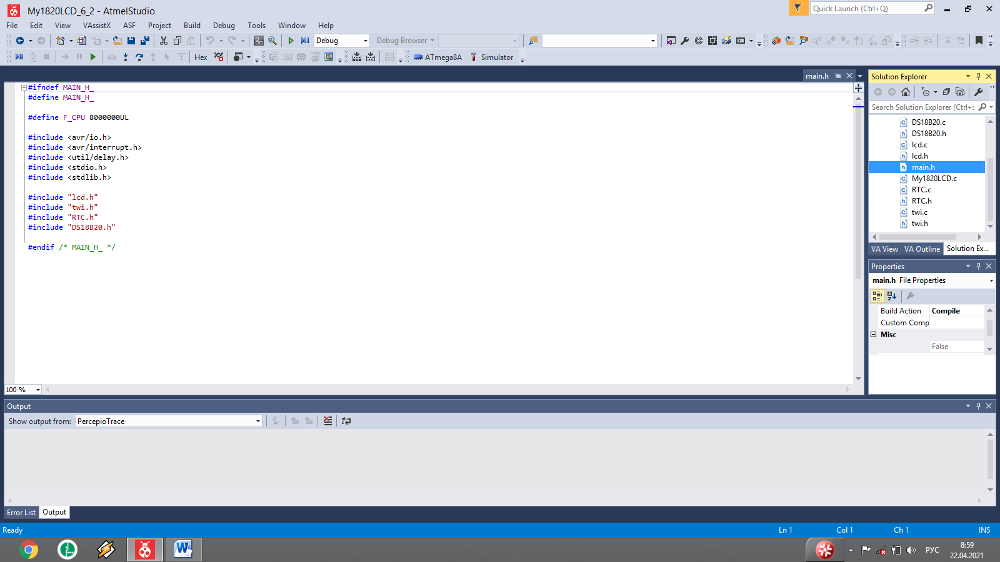 My1820LCD_6_2 - AtmelStudio
Quick Launch (Ctrl+Q)
File Edit View VAssistX ASF Project Build Debug Tools Window Help
Debug Debug Browser
Hex ATmega8A Simulator
main.h
#ifndef MAIN_H_
#define MAIN_H_
#define F_CPU 8000000UL
#include <avr/io.h>
#include <avr/interrupt.h>
#include <util/delay.h>
#include <stdio.h>
#include <stdlib.h>
#include "lcd.h"
#include "twi.h"
#include "RTC.h"
#include "DS18B20.h"
#endif /* MAIN_H_ */
100 %
Solution Explorer
Search Solution Explorer (Ctrl+:
DS18B20.c
DS18B20.h
lcd.c
lcd.h
main.h
My1820LCD.c
RTC.c
RTC.h
twi.c
twi.h
VA View VA Outline Solution Ex...
Properties
main.h File Properties
Build Action Compile
Custom Comp
Misc
False
Output
Show output from: PercepioTrace
Error List Output
Ready Ln 1 Col 1 Ch 1 INS
РУС
8:59
22.04.2021